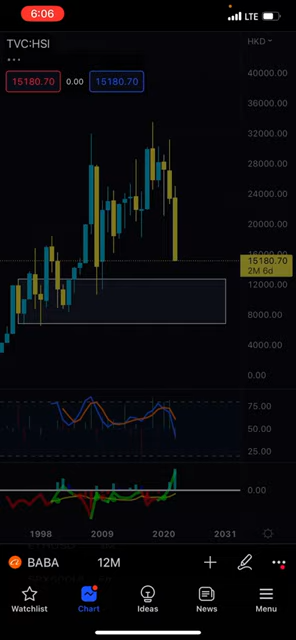 6:06
LTE
TVC:HSI
HKD
15180.70 0.00 15180.70
40000.00
36000.00
32000.00
28000.00
24000.00
20000.00
15180.70
2M 6d
12000.00
8000.00
4000.00
0.00
75.00
50.00
25.00
0.00
1998 2009 2020 2031
BABA 12M
Watchlist Chart Ideas News Menu